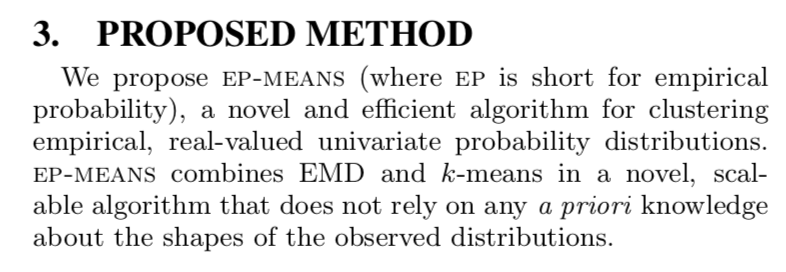 3. PROPOSED METHOD
We propose EP-MEANS (where EP is short for empirical
probability), a novel and efficient algorithm for clustering
empirical, real-valued univariate probability distributions.
EP-MEANS combines EMD and k-means in a novel, scal-
able algorithm that does not rely on any a priori knowledge
about the shapes of the observed distributions.